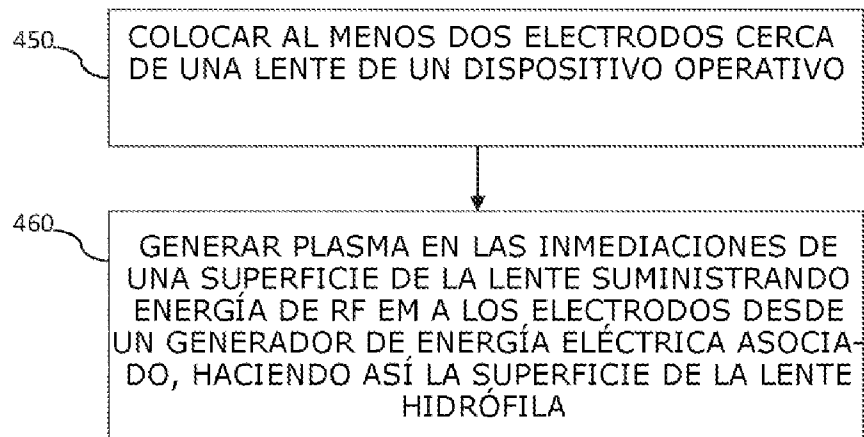 450
COLOCAR AL MENOS DOS ELECTRODOS CERCA
DE UNA LENTE DE UN DISPOSITIVO OPERATIVO
460
GENERAR PLASMA EN LAS INMEDIACIONES DE
UNA SUPERFICIE DE LA LENTE SUMINISTRANDO
ENERGÍA DE RF EM A LOS ELECTRODOS DESDE
UN GENERADOR DE ENERGÍA ELÉCTRICA ASOCIA-
DO, HACIENDO ASÍ LA SUPERFICIE DE LA LENTE
HIDRÓFILA